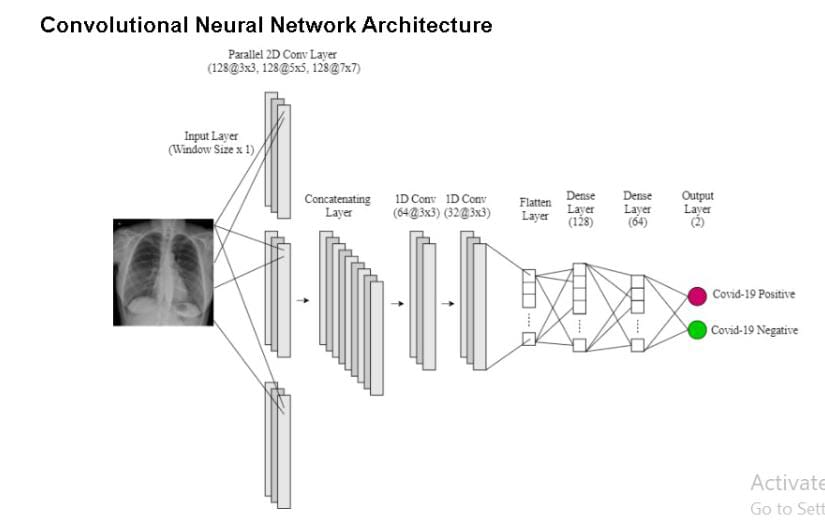 Convolutional Neural Network Architecture
Parallel 2D Conv Layer
(128@3x3, 128@5x5, 128@7x7)
Input Layer
(Window Size x 1)
Concatenating
Layer
1D Conv
(64@3x3)
1D Conv
(32@3x3)
Flatten
Layer
Dense
Layer
(128)
Dense
Layer
(64)
Output
Layer
(2)
Covid-19 Positive
Covid-19 Negative
Activate
Go to Sett